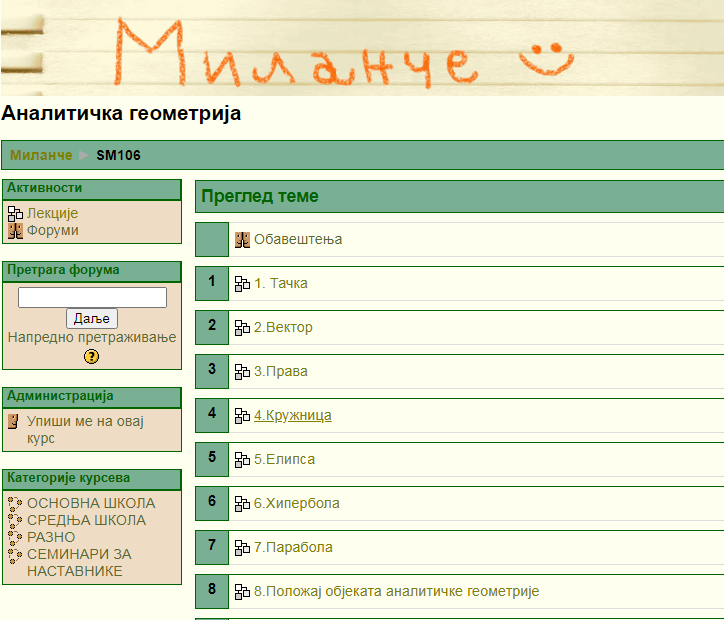 Миланче
Аналитичка геометрија
Миланче SM106
Активности
Лекције
Форуми
Претрага форума
Даље
Напредно претраживање
?
Администрација
Упиши ме на овај
курс
Категорије курсева
ОСНОВНА ШКОЛА
СРЕДЊА ШКОЛА
РАЗНО
СЕМИНАРИ ЗА
НАСТАВНИКЕ
Преглед теме
Обавештења
1 1. Тачка
2 2.Вектор
3 3.Права
4 4.Кружница
5 5.Елипса
6 6.Хипербола
7 7.Парабола
8 8.Положај објеката аналитичке геометрије